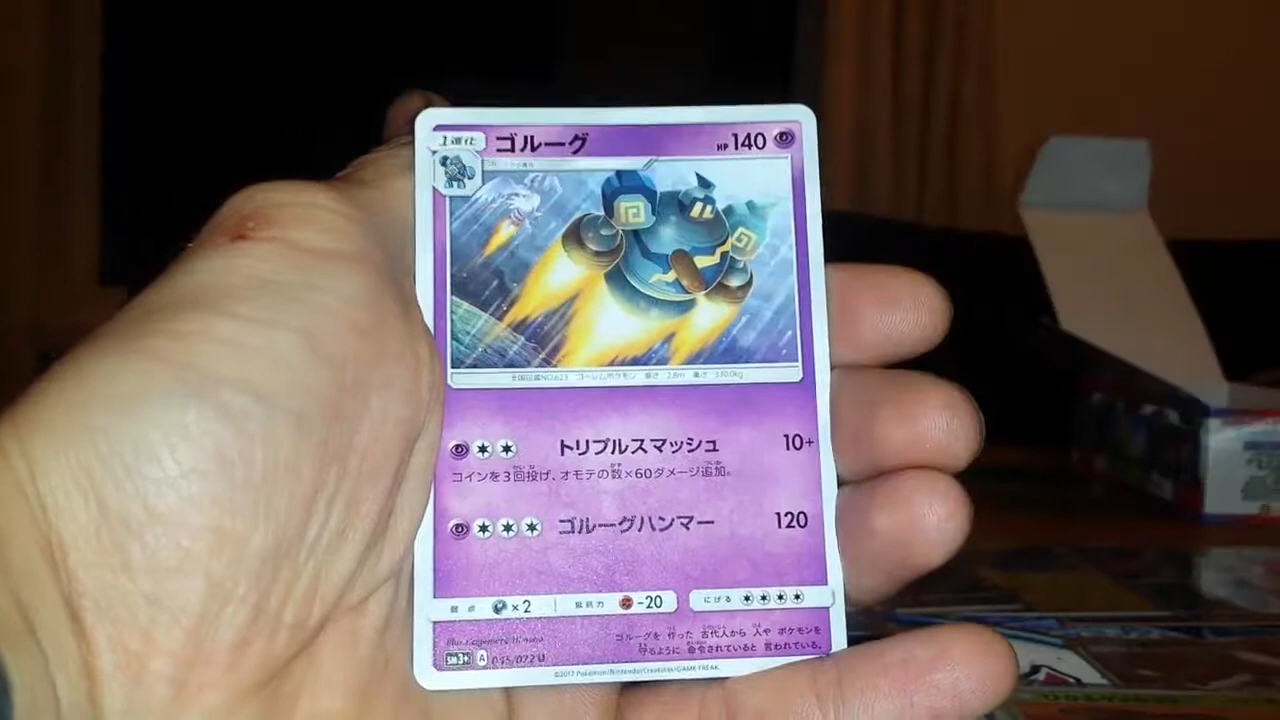 1進化 ゴルーグ HP 140
全国図鑑NO.623 ゴーレムポケモン 高さ 2.8m 重さ 330.0kg
トリプルスマッシュ 10+
コインを3回投げ、オモテの数×60ダメージ追加。
ゴルーグハンマー 120
弱点 ×2 抵抗力 -20 にげる
ゴルーグを 作った 古代人から 人や ポケモンを
守るように 命令されていると 言われている。
SM3+ A 035/072 U
©2017 Pokémon/Nintendo/Creatures/GAME FREAK.